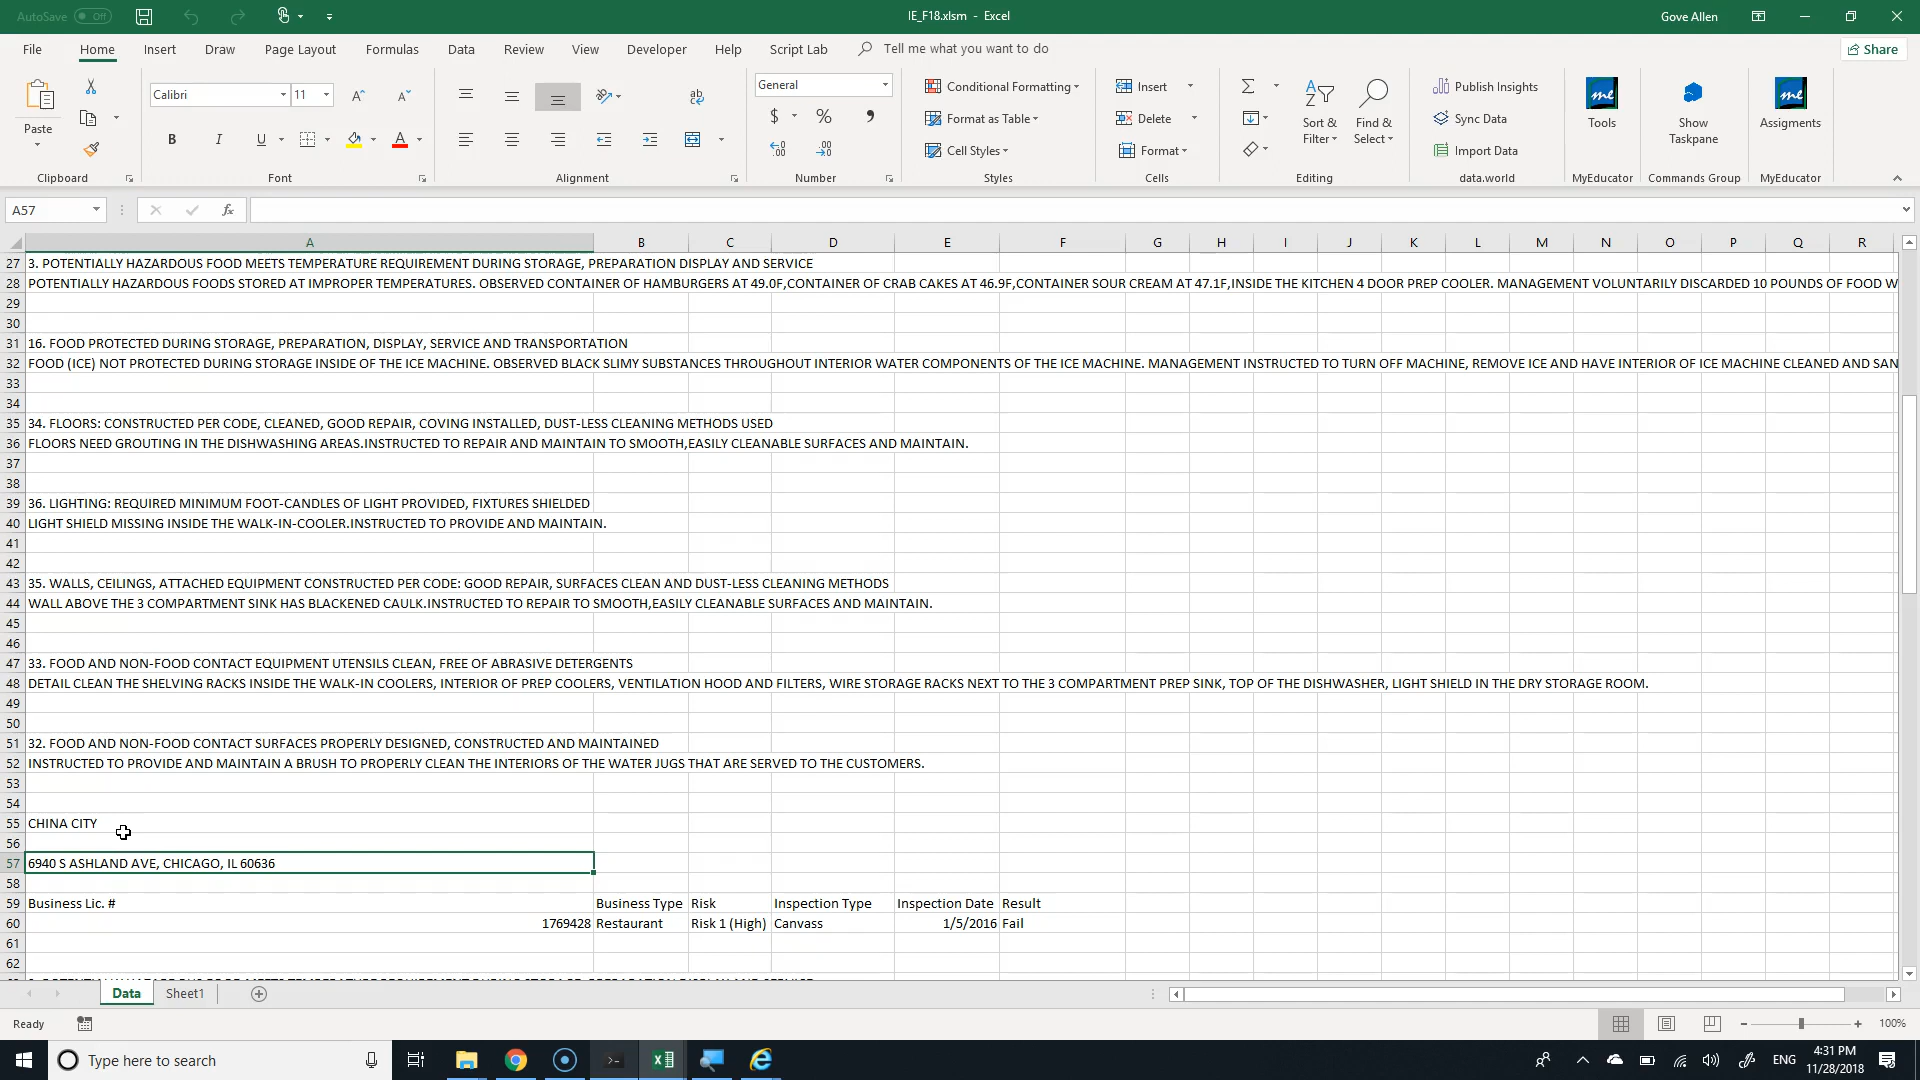 AutoSave Off
IE_F18.xlsm - Excel
Gove Allen
File Home Insert Draw Page Layout Formulas Data Review View Developer Help Script Lab Tell me what you want to do Share
Paste
Clipboard
Calibri 11
B I U
Font
Alignment
General
$ % ,
Number
Conditional Formatting
Format as Table
Cell Styles
Styles
Insert
Delete
Format
Cells
Sort & Filter
Find & Select
Editing
Publish Insights
Sync Data
Import Data
data.world
me
Tools
MyEducator
Show Taskpane
Commands Group
me
Assigments
MyEducator
A57 fx
A B C D E F G H I J K L M N O P Q R
27 3. POTENTIALLY HAZARDOUS FOOD MEETS TEMPERATURE REQUIREMENT DURING STORAGE, PREPARATION DISPLAY AND SERVICE
28 POTENTIALLY HAZARDOUS FOODS STORED AT IMPROPER TEMPERATURES. OBSERVED CONTAINER OF HAMBURGERS AT 49.0F,CONTAINER OF CRAB CAKES AT 46.9F,CONTAINER SOUR CREAM AT 47.1F,INSIDE THE KITCHEN 4 DOOR PREP COOLER. MANAGEMENT VOLUNTARILY DISCARDED 10 POUNDS OF FOOD W
29
30
31 16. FOOD PROTECTED DURING STORAGE, PREPARATION, DISPLAY, SERVICE AND TRANSPORTATION
32 FOOD (ICE) NOT PROTECTED DURING STORAGE INSIDE OF THE ICE MACHINE. OBSERVED BLACK SLIMY SUBSTANCES THROUGHOUT INTERIOR WATER COMPONENTS OF THE ICE MACHINE. MANAGEMENT INSTRUCTED TO TURN OFF MACHINE, REMOVE ICE AND HAVE INTERIOR OF ICE MACHINE CLEANED AND SAN
33
34
35 34. FLOORS: CONSTRUCTED PER CODE, CLEANED, GOOD REPAIR, COVING INSTALLED, DUST-LESS CLEANING METHODS USED
36 FLOORS NEED GROUTING IN THE DISHWASHING AREAS.INSTRUCTED TO REPAIR AND MAINTAIN TO SMOOTH,EASILY CLEANABLE SURFACES AND MAINTAIN.
37
38
39 36. LIGHTING: REQUIRED MINIMUM FOOT-CANDLES OF LIGHT PROVIDED, FIXTURES SHIELDED
40 LIGHT SHIELD MISSING INSIDE THE WALK-IN-COOLER.INSTRUCTED TO PROVIDE AND MAINTAIN.
41
42
43 35. WALLS, CEILINGS, ATTACHED EQUIPMENT CONSTRUCTED PER CODE: GOOD REPAIR, SURFACES CLEAN AND DUST-LESS CLEANING METHODS
44 WALL ABOVE THE 3 COMPARTMENT SINK HAS BLACKENED CAULK.INSTRUCTED TO REPAIR TO SMOOTH,EASILY CLEANABLE SURFACES AND MAINTAIN.
45
46
47 33. FOOD AND NON-FOOD CONTACT EQUIPMENT UTENSILS CLEAN, FREE OF ABRASIVE DETERGENTS
48 DETAIL CLEAN THE SHELVING RACKS INSIDE THE WALK-IN COOLERS, INTERIOR OF PREP COOLERS, VENTILATION HOOD AND FILTERS, WIRE STORAGE RACKS NEXT TO THE 3 COMPARTMENT PREP SINK, TOP OF THE DISHWASHER, LIGHT SHIELD IN THE DRY STORAGE ROOM.
49
50
51 32. FOOD AND NON-FOOD CONTACT SURFACES PROPERLY DESIGNED, CONSTRUCTED AND MAINTAINED
52 INSTRUCTED TO PROVIDE AND MAINTAIN A BRUSH TO PROPERLY CLEAN THE INTERIORS OF THE WATER JUGS THAT ARE SERVED TO THE CUSTOMERS.
53
54
55 CHINA CITY
56
57 6940 S ASHLAND AVE, CHICAGO, IL 60636
58
59 Business Lic. # Business Type Risk Inspection Type Inspection Date Result
60 1769428 Restaurant Risk 1 (High) Canvass 1/5/2016 Fail
61
62
Data Sheet1
Ready
100%
Type here to search
ENG
4:31 PM
11/28/2018